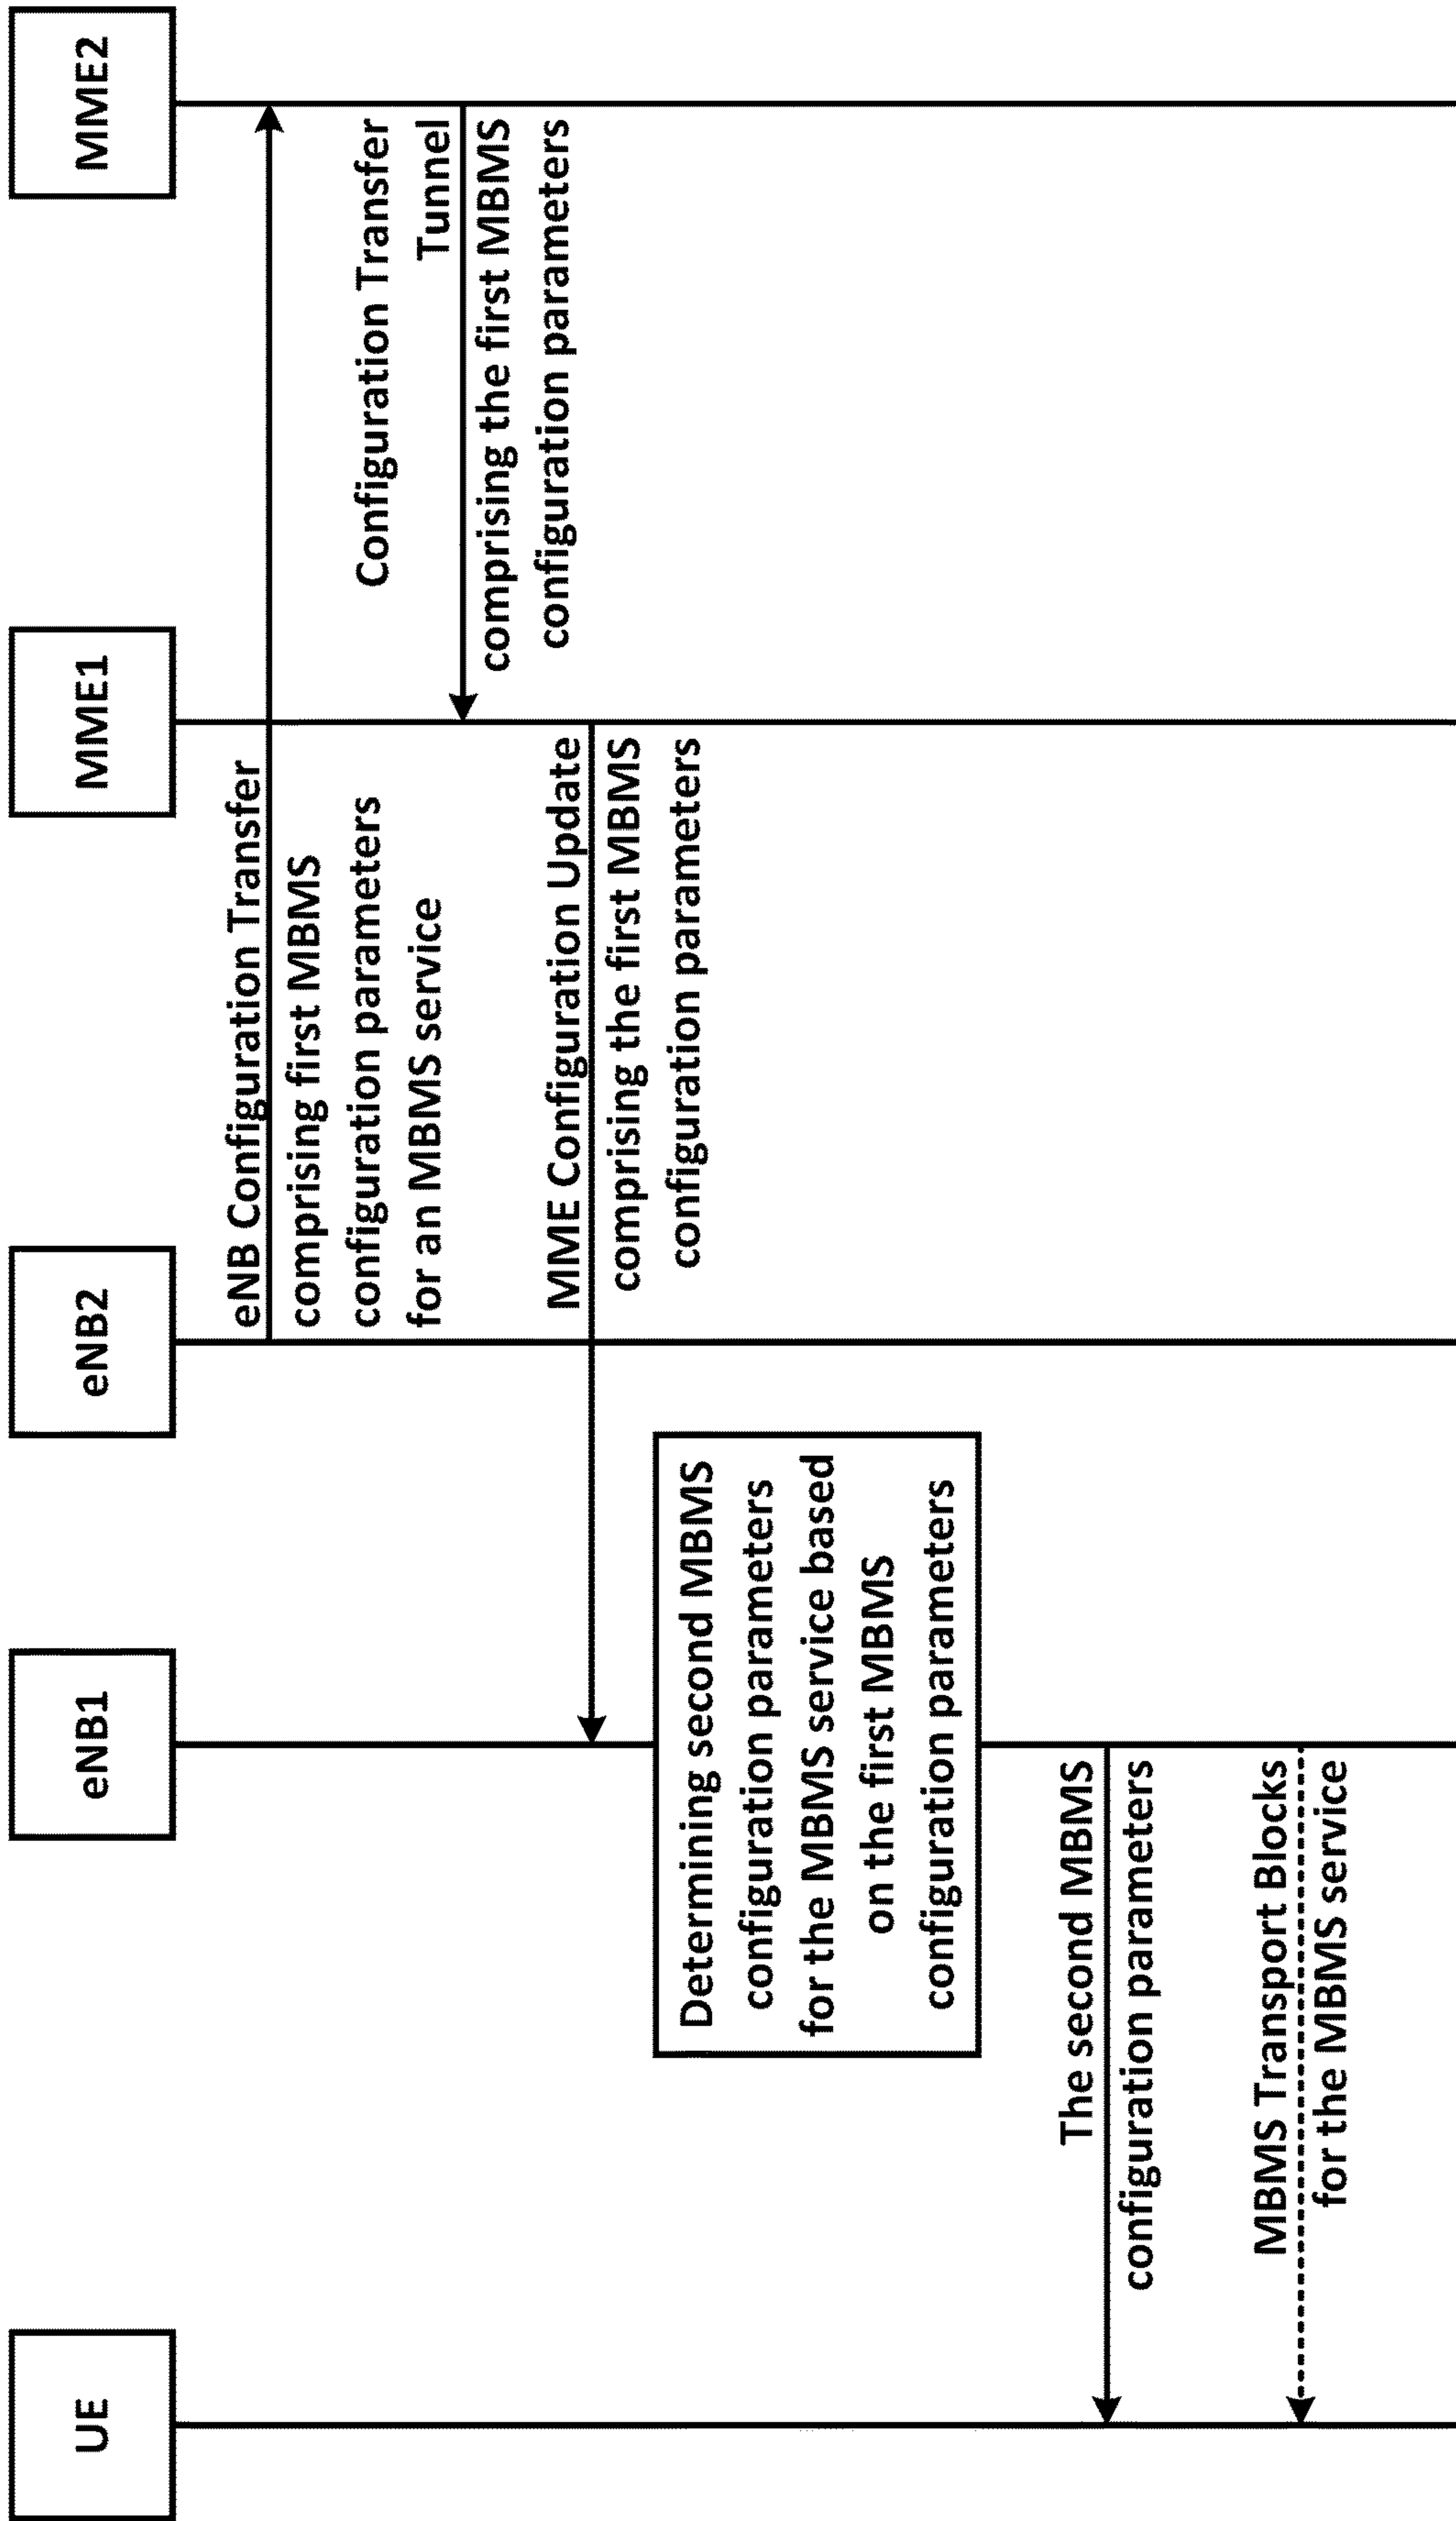 UE
eNB1
eNB2
MME1
MME2
eNB Configuration Transfer
comprising first MBMS
configuration parameters
for an MBMS service
Configuration Transfer
Tunnel
comprising the first MBMS
configuration parameters
MME Configuration Update
comprising the first MBMS
configuration parameters
Determining second MBMS
configuration parameters
for the MBMS service based
on the first MBMS
configuration parameters
The second MBMS
configuration parameters
MBMS Transport Blocks
for the MBMS service